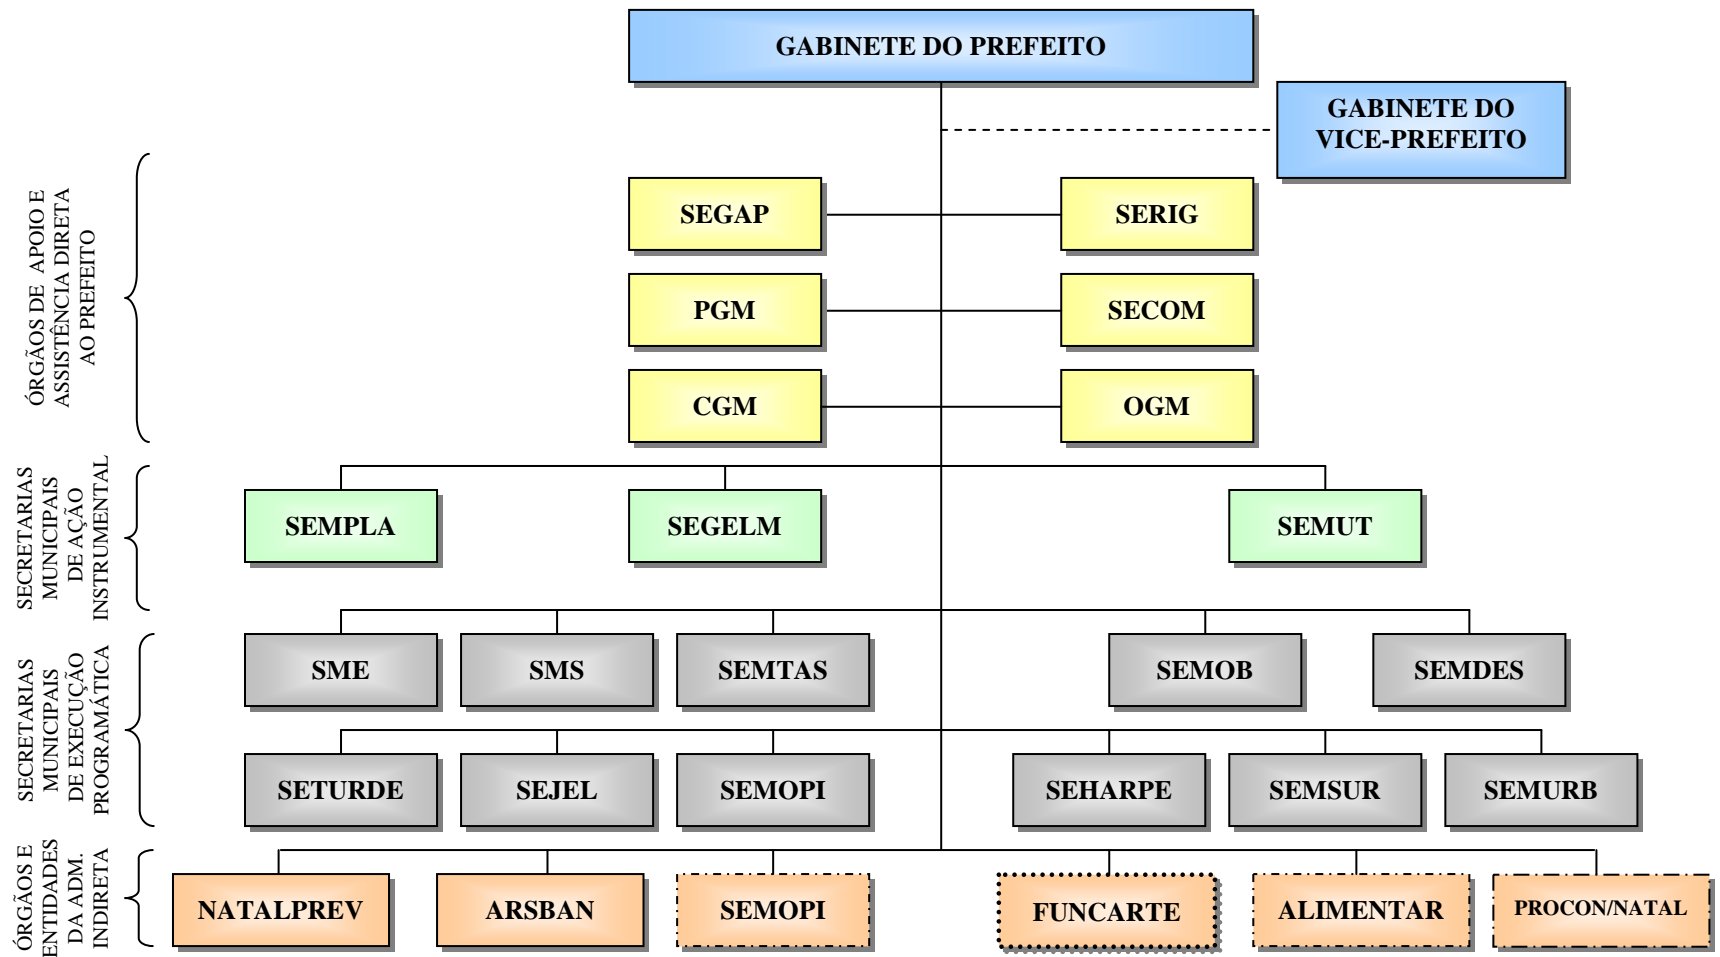 GABINETE DO PREFEITO
GABINETE DO
VICE-PREFEITO
ÓRGÃOS DE APOIO E
ASSISTÊNCIA DIRETA
AO PREFEITO
SEGAP
SERIG
PGM
SECOM
CGM
OGM
SECRETARIAS
MUNICIPAIS
DE AÇÃO
INSTRUMENTAL
SEMPLA
SEGELM
SEMUT
SECRETARIAS
MUNICIPAIS
DE EXECUÇÃO
PROGRAMÁTICA
SME
SMS
SEMTAS
SEMOB
SEMDES
SETURDE
SEJEL
SEMOPI
SEHARPE
SEMSUR
SEMURB
ÓRGÃOS E
ENTIDADES
DA ADM.
INDIRETA
NATALPREV
ARSBAN
SEMOPI
FUNCARTE
ALIMENTAR
PROCON/NATAL